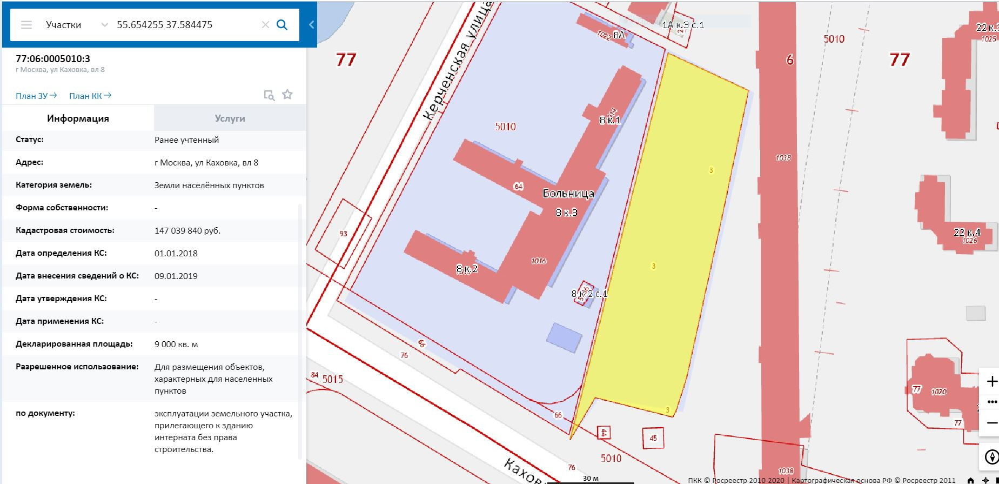 Участки
55.654255 37.584475
77:06:0005010:3
г Москва, ул Каховка, вл 8
План ЗУ→
План КК→
Информация
Услуги
Статус:
Ранее учтенный
Адрес:
г Москва, ул Каховка, вл 8
Категория земель:
Земли населённых пунктов
Форма собственности:
-
Кадастровая стоимость:
147 039 840 руб.
Дата определения КС:
01.01.2018
Дата внесения сведений о КС:
09.01.2019
Дата утверждения КС:
-
Дата применения КС:
-
Декларированная площадь:
9 000 кв. м
Разрешенное использование:
Для размещения объектов,
характерных для населенных
пунктов
по документу:
эксплуатации земельного участка,
прилегающего к зданию
интерната без права
строительства.
77
Керченская улица
1022
8А
1А к.3 с.1
5010
6
77
22 к.3
1025
5010
8 к.1
64
Больница
8 к.3
3
1038
93
1016
8 к.2
3
22 к.4
1026
8 к.2 с.1
66
76
84
5015
66
3
44
45
77
1020
77
5010
76
Кахов
1038
30 м
ПКК © Росреестр 2010-2020 | Картографическая основа РФ © Росреестр 2011